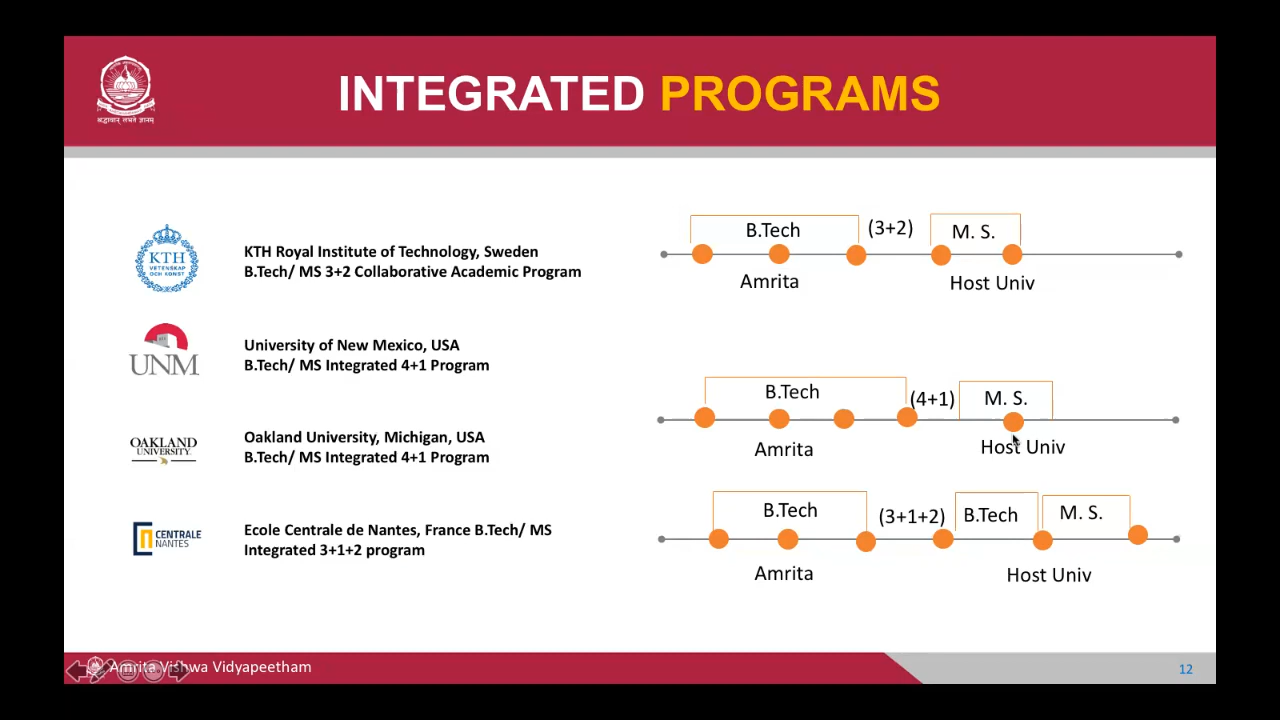 श्रद्धावान् लभते ज्ञानम्
INTEGRATED PROGRAMS
KTH
VETENSKAP
OCH KONST
KTH Royal Institute of Technology, Sweden
B.Tech/ MS 3+2 Collaborative Academic Program
B.Tech
(3+2)
M. S.
Amrita
Host Univ
UNM
University of New Mexico, USA
B.Tech/ MS Integrated 4+1 Program
B.Tech
(4+1)
M. S.
Amrita
Host Univ
OAKLAND
UNIVERSITY
Oakland University, Michigan, USA
B.Tech/ MS Integrated 4+1 Program
CENTRALE
NANTES
Ecole Centrale de Nantes, France B.Tech/ MS
Integrated 3+1+2 program
B.Tech
(3+1+2)
B.Tech
M. S.
Amrita
Host Univ
Amrita Vishwa Vidyapeetham
12